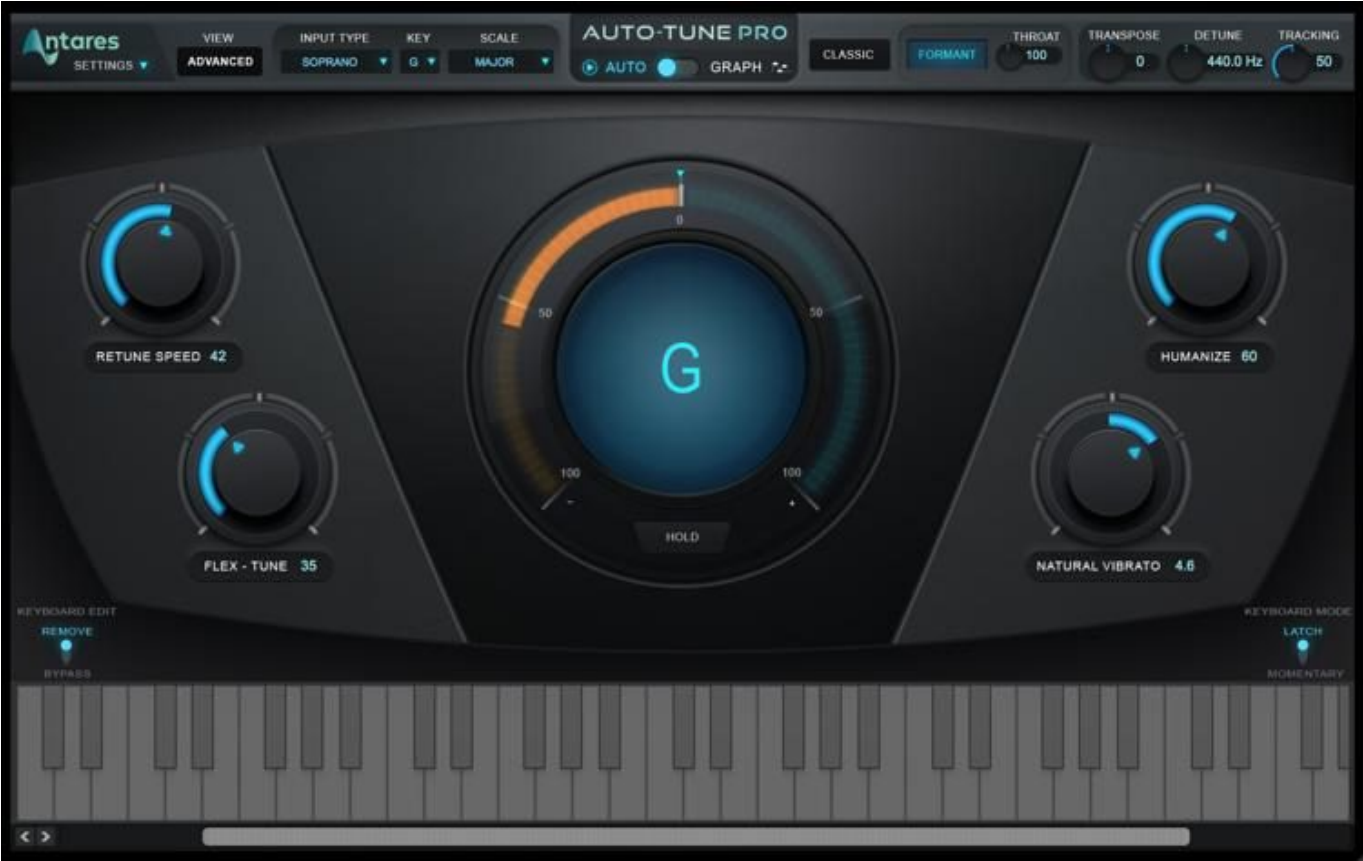 Antares
SETTINGS
VIEW
ADVANCED
INPUT TYPE
SOPRANO
KEY
G
SCALE
MAJOR
AUTO-TUNE PRO
AUTO
GRAPH
CLASSIC
FORMANT
THROAT
100
TRANSPOSE
0
DETUNE
440.0 Hz
TRACKING
50
0
50
50
G
100
100
-
+
HOLD
RETUNE SPEED 42
HUMANIZE 60
FLEX - TUNE 35
NATURAL VIBRATO 4.6
KEYBOARD EDIT
REMOVE
BYPASS
KEYBOARD MODE
LATCH
MOMENTARY
< >